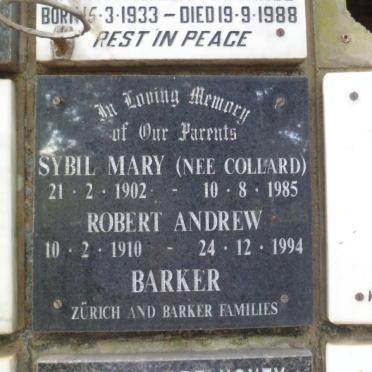 BORN 15·3·1933 – DIED 19·9·1988
REST IN PEACE
In Loving Memory
of Our Parents
SYBIL MARY (NEE COLLARD)
21 · 2 · 1902 - 10 · 8 · 1985
ROBERT ANDREW
10 · 2 · 1910 - 24 · 12 · 1994
BARKER
ZÜRICH AND BARKER FAMILIES